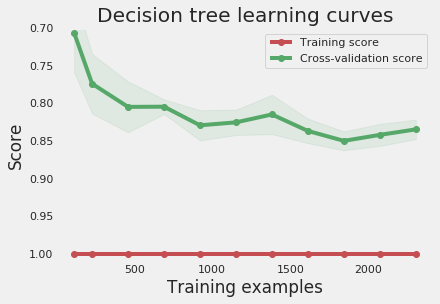 Decision tree learning curves
Training score
Cross-validation score
Score
0.70
0.75
0.80
0.85
0.90
0.95
1.00
500
1000
1500
2000
Training examples